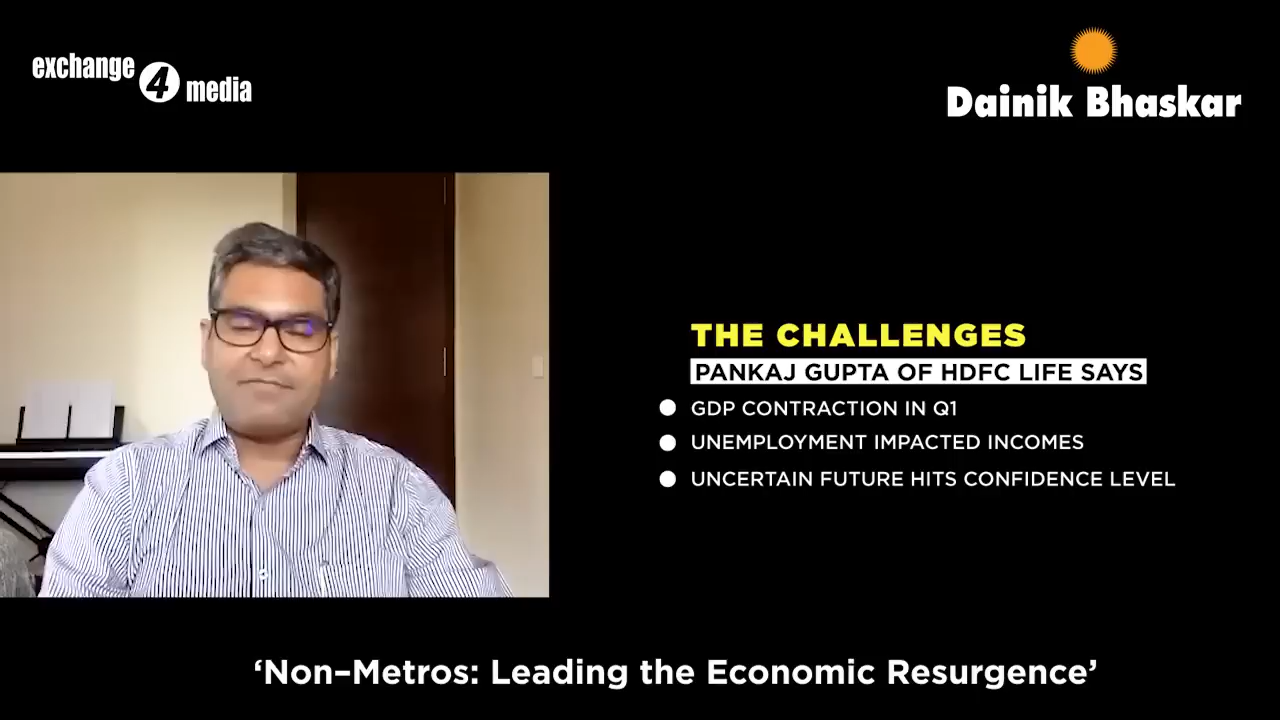 exchange
4
media
Dainik Bhaskar
THE CHALLENGES
PANKAJ GUPTA OF HDFC LIFE SAYS
GDP CONTRACTION IN Q1
UNEMPLOYMENT IMPACTED INCOMES
UNCERTAIN FUTURE HITS CONFIDENCE LEVEL
‘Non–Metros: Leading the Economic Resurgence’